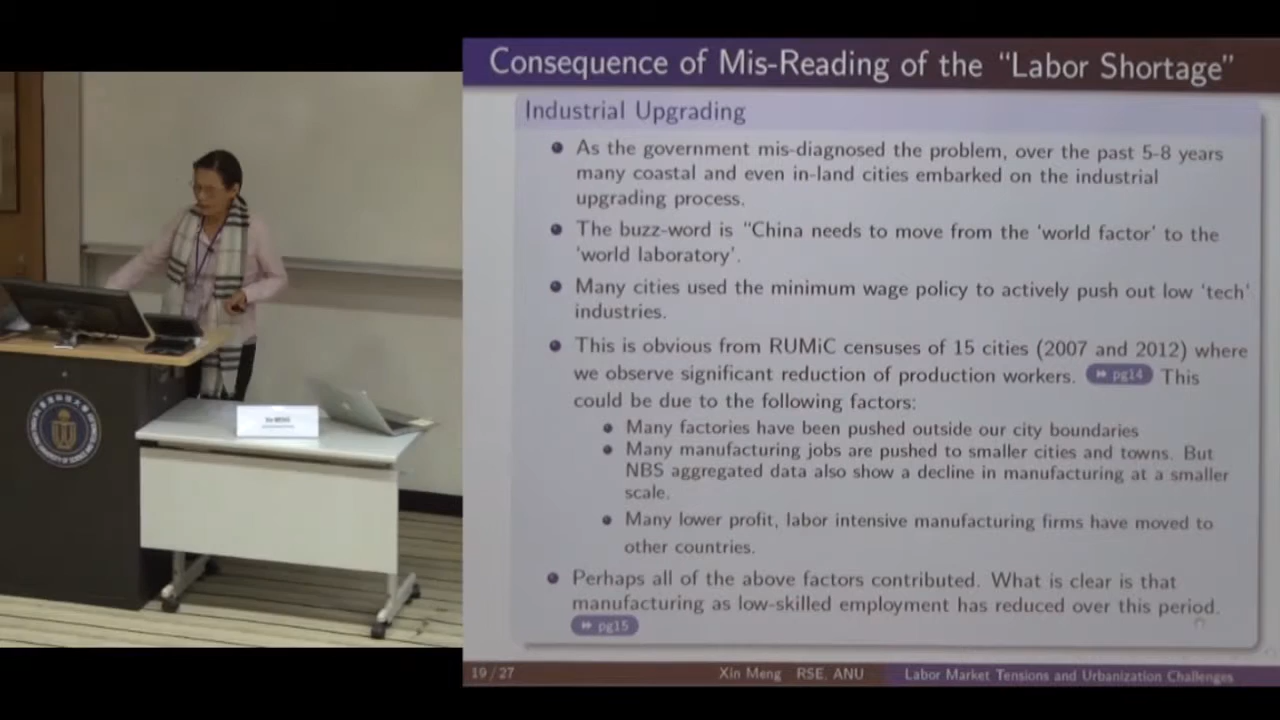 Consequence of Mis-Reading of the “Labor Shortage”
Industrial Upgrading
As the government mis-diagnosed the problem, over the past 5-8 years
many coastal and even in-land cities embarked on the industrial
upgrading process.
The buzz-word is “China needs to move from the ‘world factor’ to the
‘world laboratory’.
Many cities used the minimum wage policy to actively push out low ‘tech’
industries.
This is obvious from RUMiC censuses of 15 cities (2007 and 2012) where
we observe significant reduction of production workers. pg14 This
could be due to the following factors:
Many factories have been pushed outside our city boundaries
Many manufacturing jobs are pushed to smaller cities and towns. But
NBS aggregated data also show a decline in manufacturing at a smaller
scale.
Many lower profit, labor intensive manufacturing firms have moved to
other countries.
Perhaps all of the above factors contributed. What is clear is that
manufacturing as low-skilled employment has reduced over this period.
pg15
19 / 27 Xin Meng RSE, ANU Labor Market Tensions and Urbanization Challenges